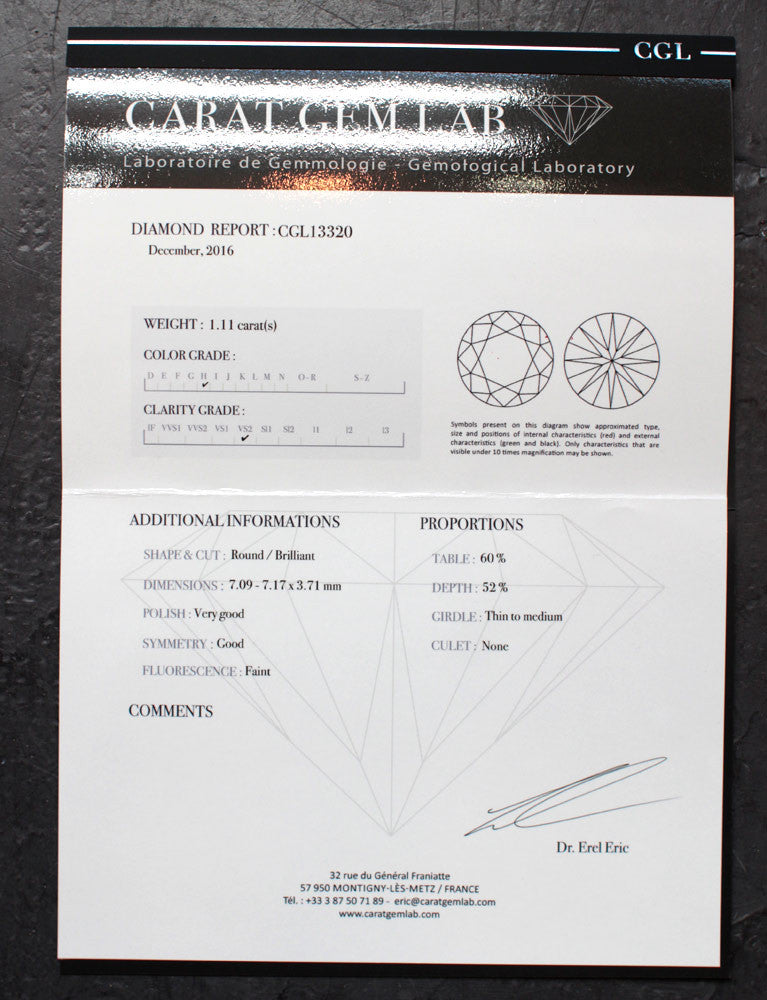 CGL
CARAT GEM LAB
Laboratoire de Gemmologie - Gemological Laboratory
DIAMOND REPORT : CGL13320
December, 2016
WEIGHT : 1.11 carat(s)
COLOR GRADE :
D E F G H I J K L M N O-R S-Z
CLARITY GRADE :
IF VVS1 VVS2 VS1 VS2 SI1 SI2 I1 I2 I3
Symbols present on this diagram show approximated type,
size and positions of internal characteristics (red) and external
characteristics (green and black). Only characteristics that are
visible under 10 times magnification may be shown.
ADDITIONAL INFORMATIONS
SHAPE & CUT : Round / Brilliant
DIMENSIONS : 7.09 - 7.17 x 3.71 mm
POLISH : Very good
SYMMETRY : Good
FLUORESCENCE : Faint
COMMENTS
PROPORTIONS
TABLE : 60 %
DEPTH : 52 %
GIRDLE : Thin to medium
CULET : None
Dr. Erel Eric
32 rue du Général Franiatte
57 950 MONTIGNY-LÈS-METZ / FRANCE
Tél. : +33 3 87 50 71 89 - eric@caratgemlab.com
www.caratgemlab.com